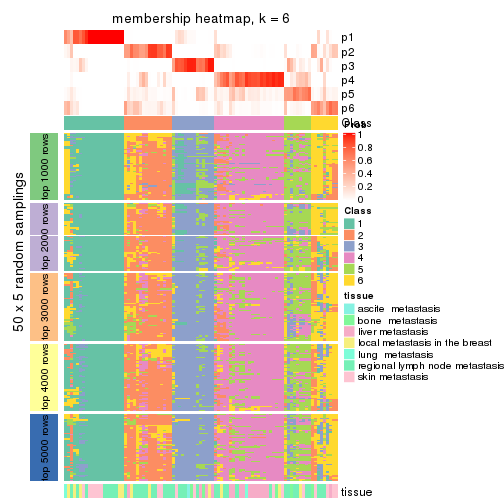 membership heatmap, k = 6
p1
p2
p3
p4
p5
p6
Class
Prob
1
0.8
0.6
0.4
0.2
0
Class
1
2
3
4
5
6
tissue
ascite metastasis
bone metastasis
liver metastasis
local metastasis in the breast
lung metastasis
regional lymph node metastasis
skin metastasis
50 x 5 random samplings
top 1000 rows
top 2000 rows
top 3000 rows
top 4000 rows
top 5000 rows
tissue